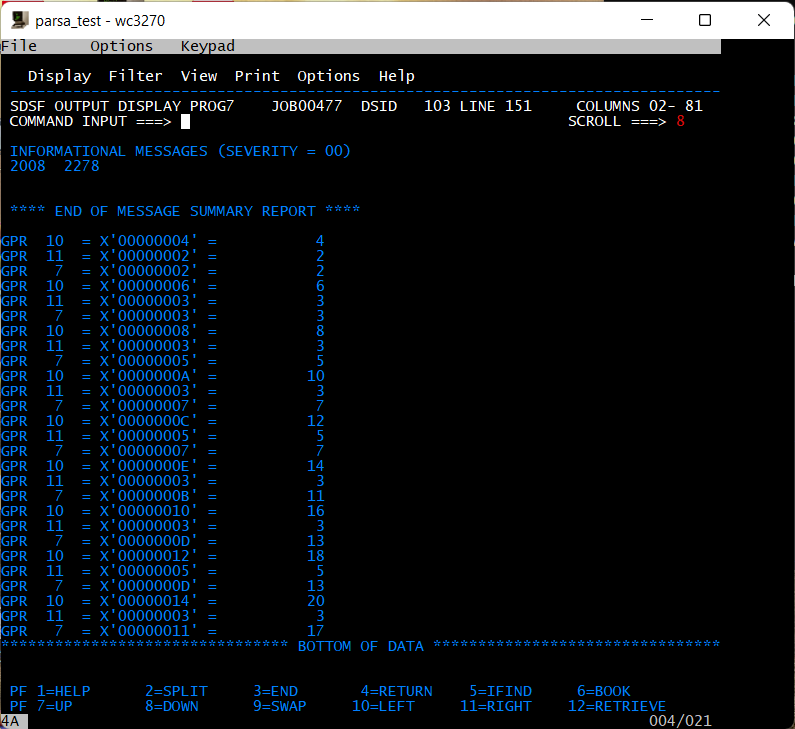 parsa_test - wc3270
File      Options   Keypad
Display  Filter  View  Print  Options  Help
-------------------------------------------------------------------------------
SDSF OUTPUT DISPLAY PROG7    JOB00477  DSID   103 LINE 151     COLUMNS 02- 81
COMMAND INPUT ===>                                            SCROLL ===> 8
INFORMATIONAL MESSAGES (SEVERITY = 00)
2008  2278
**** END OF MESSAGE SUMMARY REPORT ****
GPR  10  = X'00000004' =           4
GPR  11  = X'00000002' =           2
GPR   7  = X'00000002' =           2
GPR  10  = X'00000006' =           6
GPR  11  = X'00000003' =           3
GPR   7  = X'00000003' =           3
GPR  10  = X'00000008' =           8
GPR  11  = X'00000003' =           3
GPR   7  = X'00000005' =           5
GPR  10  = X'0000000A' =          10
GPR  11  = X'00000003' =           3
GPR   7  = X'00000007' =           7
GPR  10  = X'0000000C' =          12
GPR  11  = X'00000005' =           5
GPR   7  = X'00000007' =           7
GPR  10  = X'0000000E' =          14
GPR  11  = X'00000003' =           3
GPR   7  = X'0000000B' =          11
GPR  10  = X'00000010' =          16
GPR  11  = X'00000003' =           3
GPR   7  = X'0000000D' =          13
GPR  10  = X'00000012' =          18
GPR  11  = X'00000005' =           5
GPR   7  = X'0000000D' =          13
GPR  10  = X'00000014' =          20
GPR  11  = X'00000003' =           3
GPR   7  = X'00000011' =          17
******************************** BOTTOM OF DATA ********************************
PF 1=HELP      2=SPLIT     3=END       4=RETURN    5=IFIND     6=BOOK
PF 7=UP        8=DOWN      9=SWAP     10=LEFT     11=RIGHT    12=RETRIEVE
4A                                                                      004/021